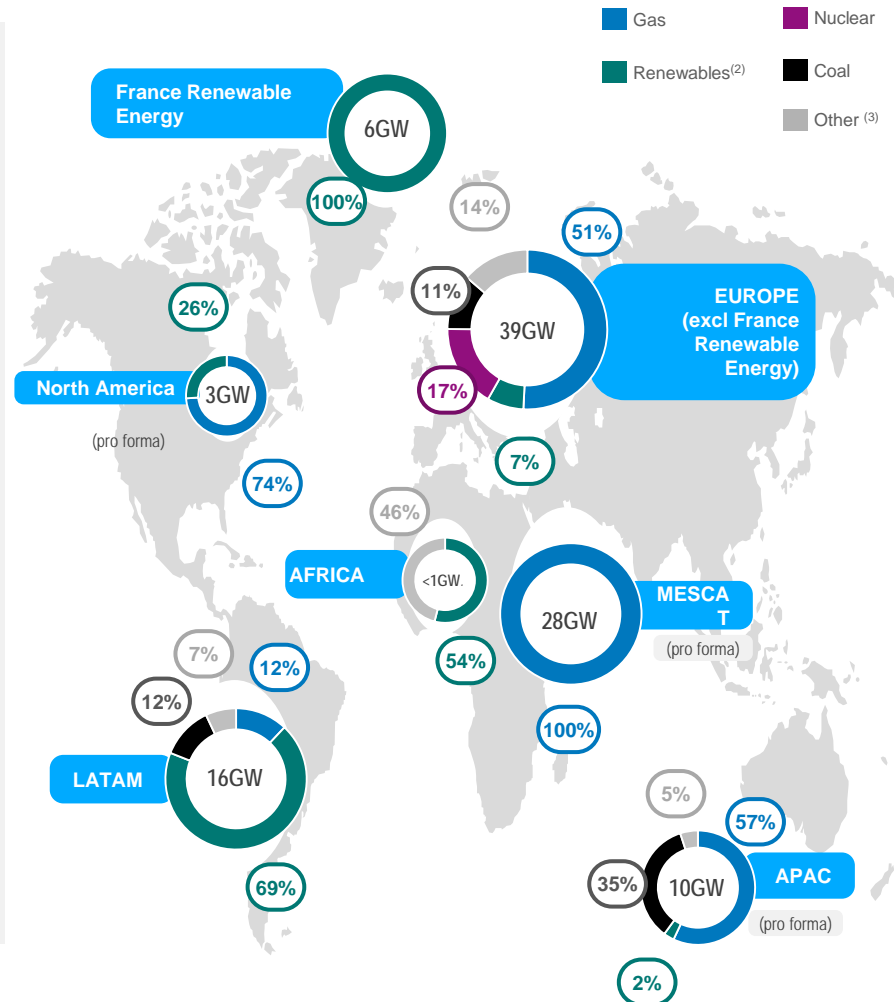 Gas
Nuclear
Renewables(2)
Coal
Other (3)
France Renewable
Energy
6GW
100%
14%
51%
11%
39GW
EUROPE
(excl France
Renewable
Energy)
17%
7%
26%
North America
3GW
(pro forma)
74%
46%
AFRICA
<1GW.
54%
28GW
MESCA
T
(pro forma)
100%
7%
12%
12%
LATAM
16GW
69%
5%
57%
35%
10GW
APAC
(pro forma)
2%